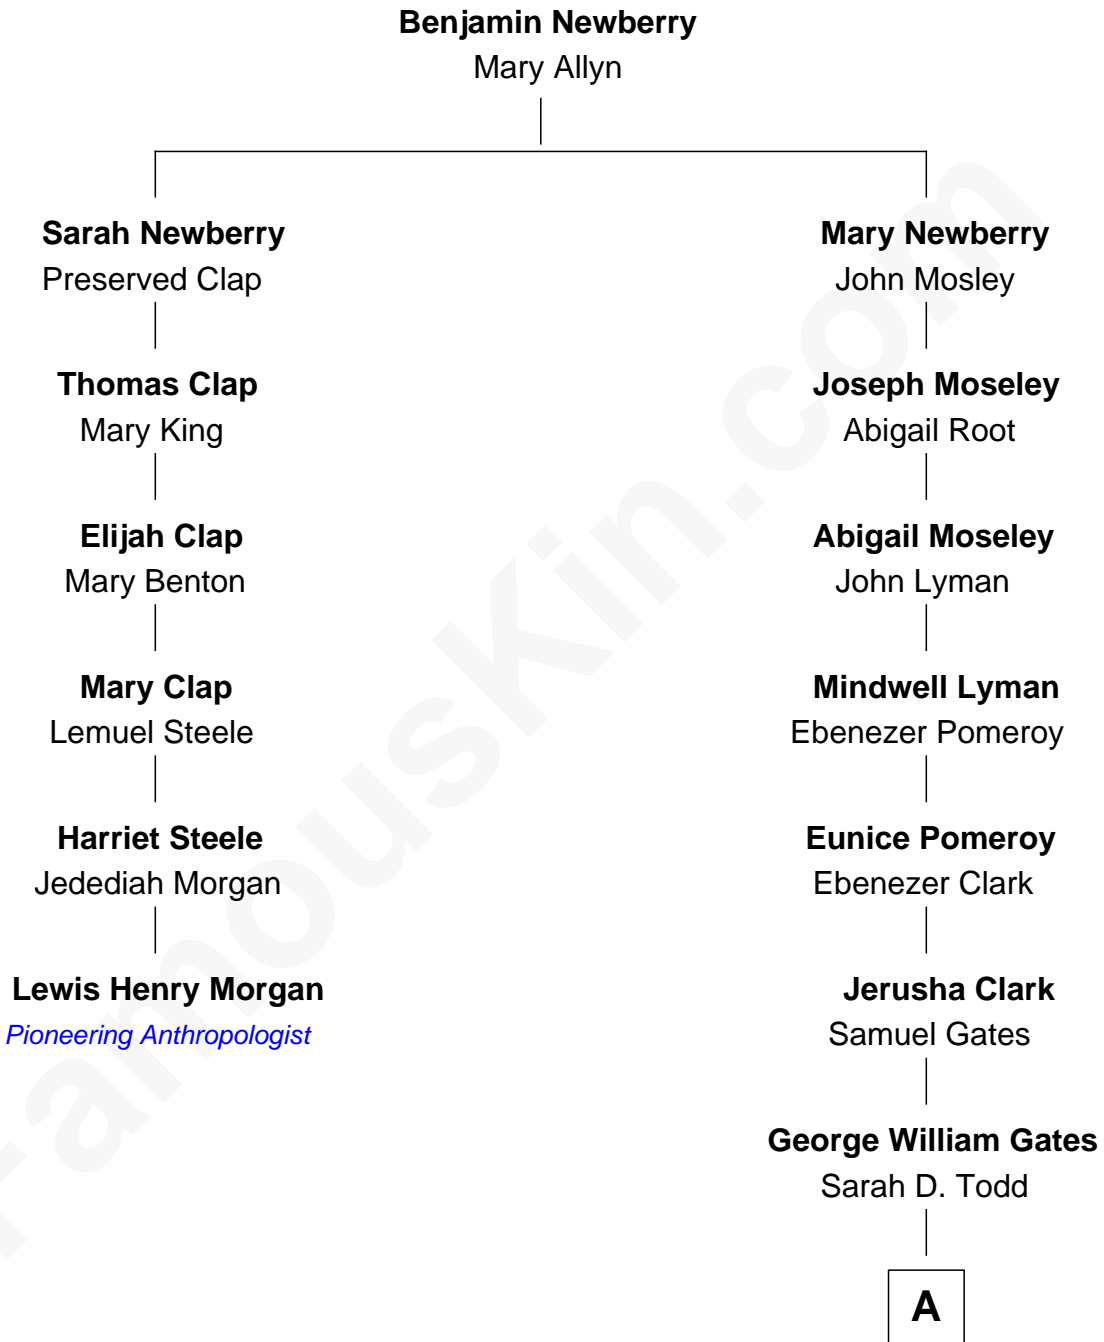 Benjamin Newberry
Mary Allyn
Sarah Newberry
Preserved Clap
Mary Newberry
John Mosley
Thomas Clap
Mary King
Joseph Moseley
Abigail Root
Elijah Clap
Mary Benton
Abigail Moseley
John Lyman
Mary Clap
Lemuel Steele
Mindwell Lyman
Ebenezer Pomeroy
Harriet Steele
Jedediah Morgan
Eunice Pomeroy
Ebenezer Clark
Lewis Henry Morgan
Pioneering Anthropologist
Jerusha Clark
Samuel Gates
George William Gates
Sarah D. Todd
A
FamousKin.com